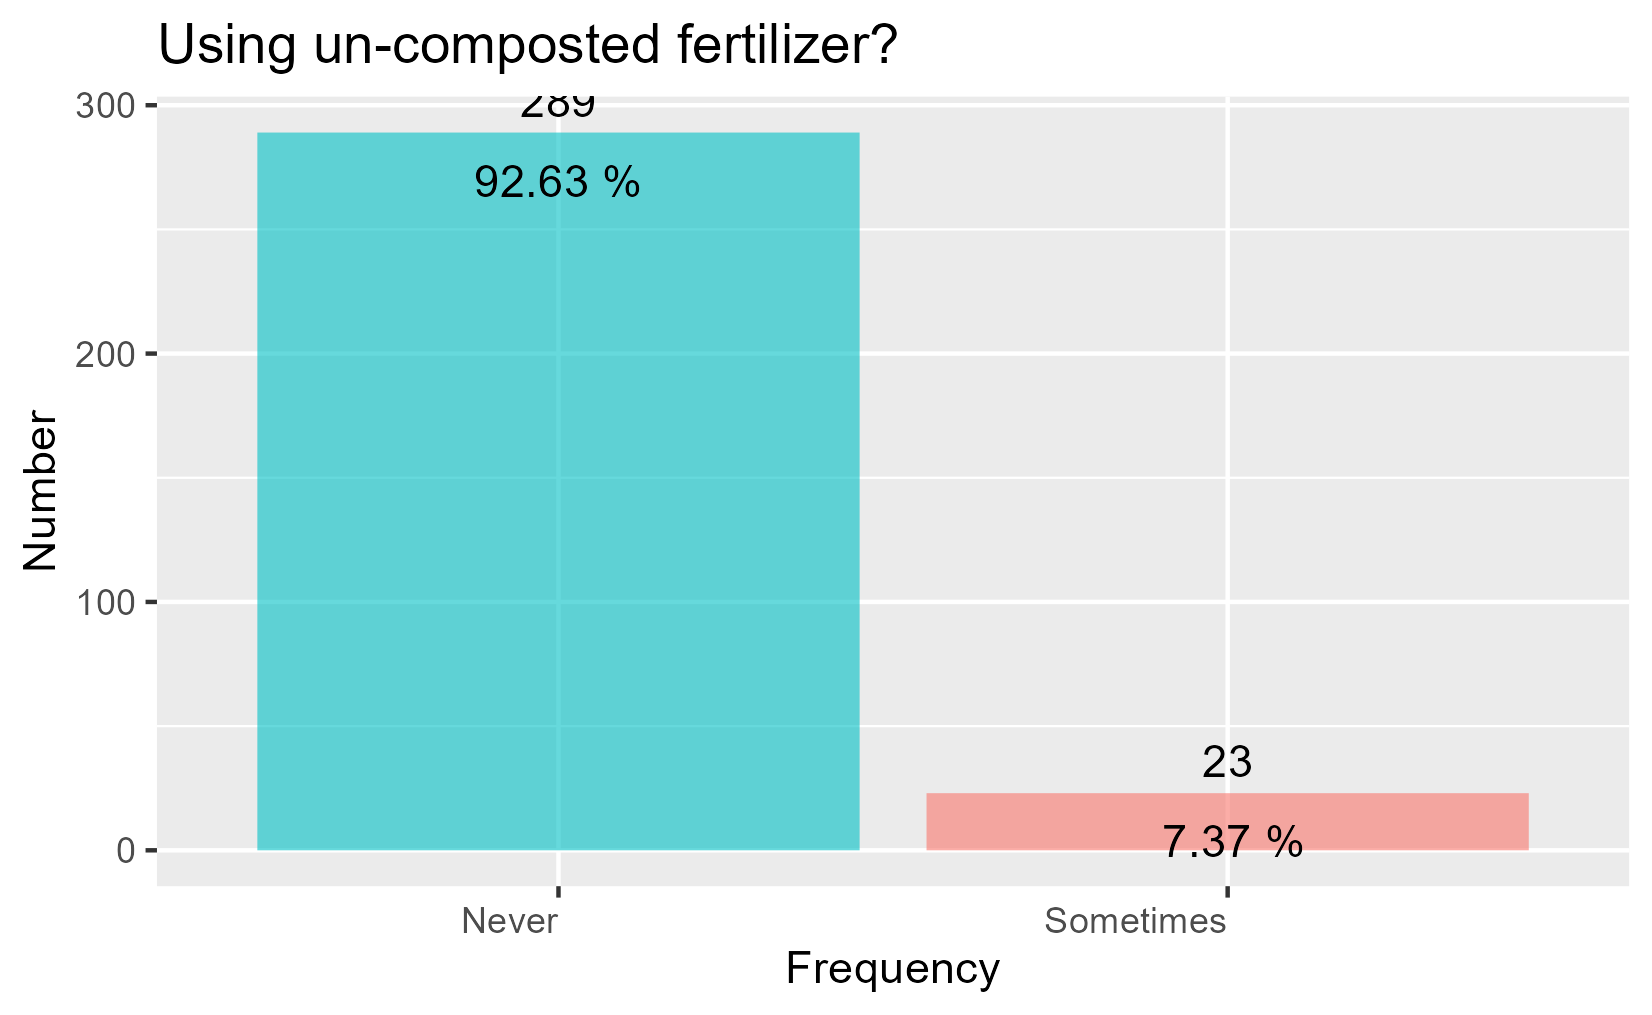 Using un-composted fertilizer?
300
289
92.63 %
200
Number
100
23
7.37 %
0
Never
Sometimes
Frequency